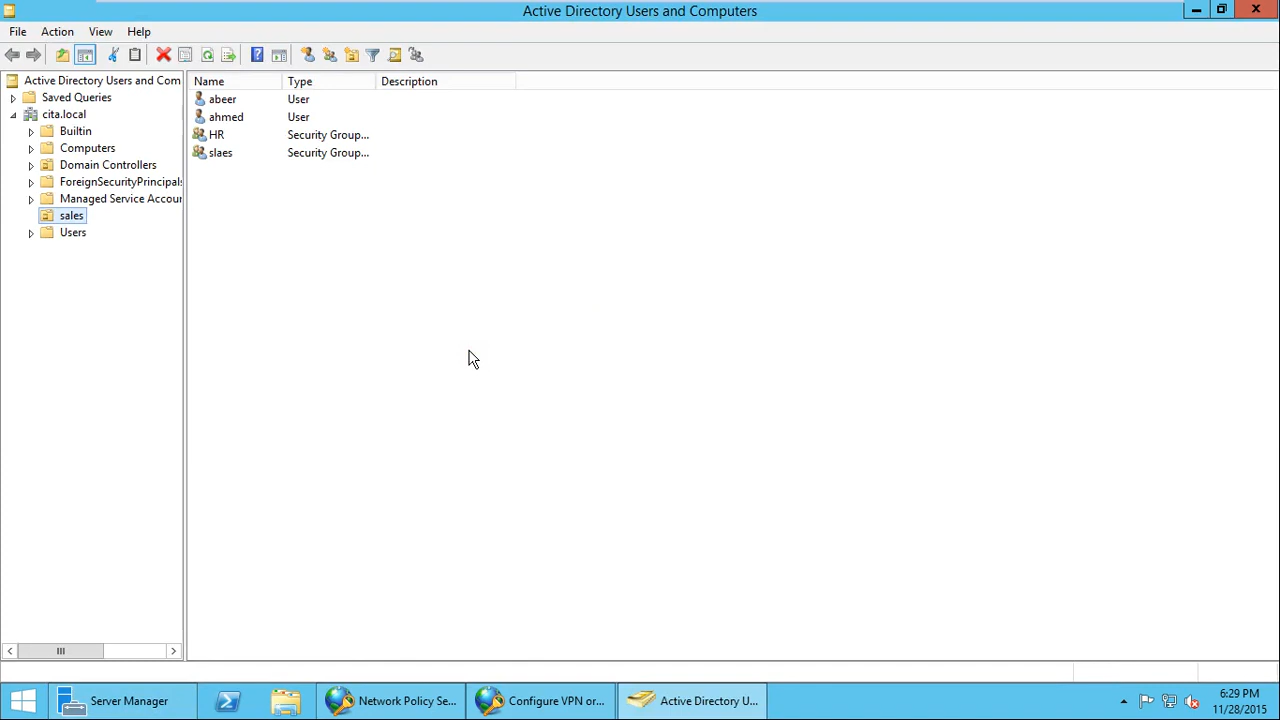 Active Directory Users and Computers
File Action View Help
Active Directory Users and Com
Saved Queries
cita.local
Builtin
Computers
Domain Controllers
ForeignSecurityPrincipals
Managed Service Accour
sales
Users
Name Type Description
abeer User
ahmed User
HR Security Group...
slaes Security Group...
Server Manager
Network Policy Se...
Configure VPN or...
Active Directory U...
6:29 PM
11/28/2015